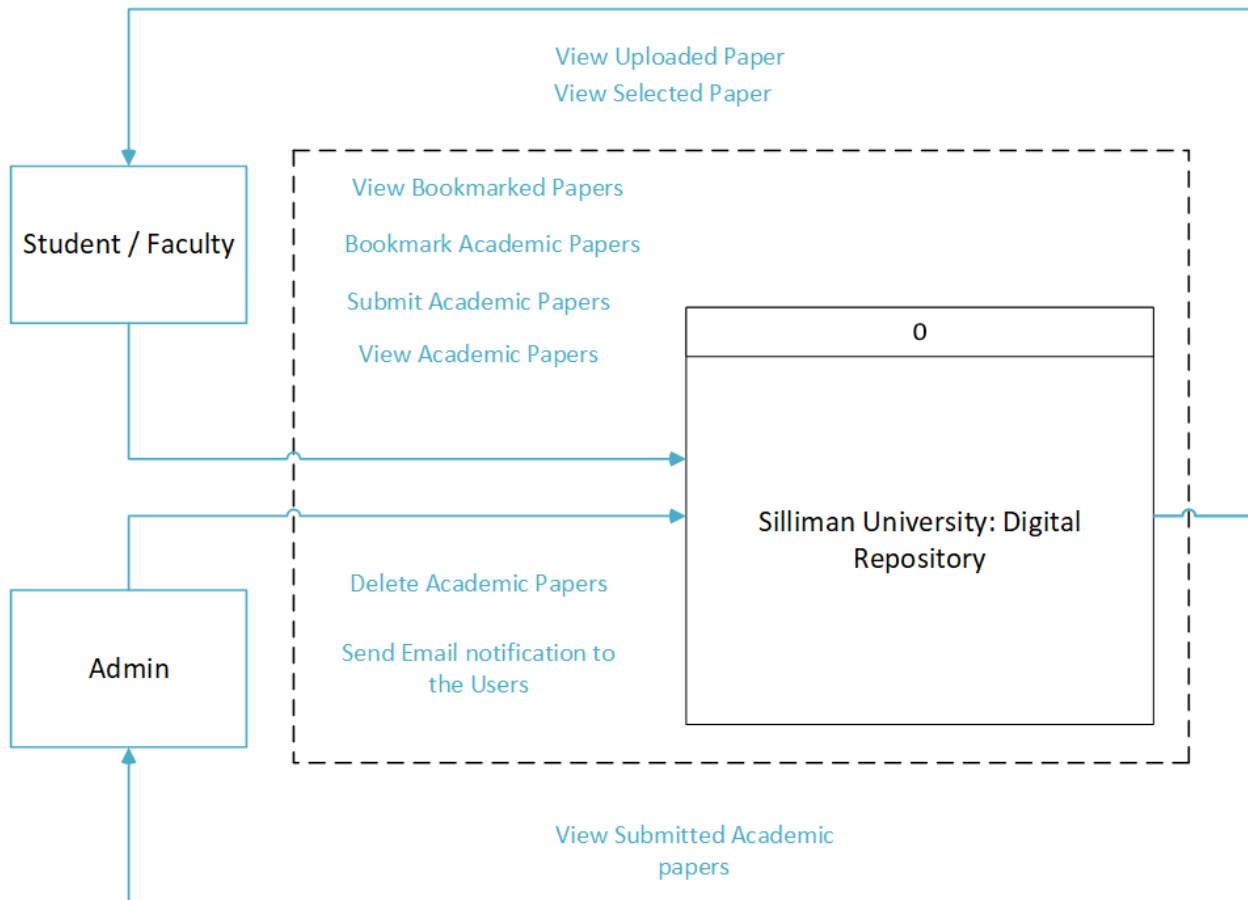 View Uploaded Paper
View Selected Paper
View Bookmarked Papers
Student / Faculty
Bookmark Academic Papers
Submit Academic Papers
0
View Academic Papers
Silliman University: Digital
Repository
Delete Academic Papers
Admin
Send Email notification to
the Users
View Submitted Academic
papers